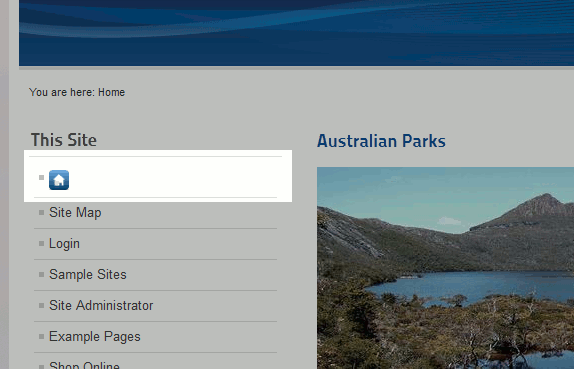 You are here: Home
This Site
Australian Parks
Site Map
Login
Sample Sites
Site Administrator
Example Pages
Shop Online